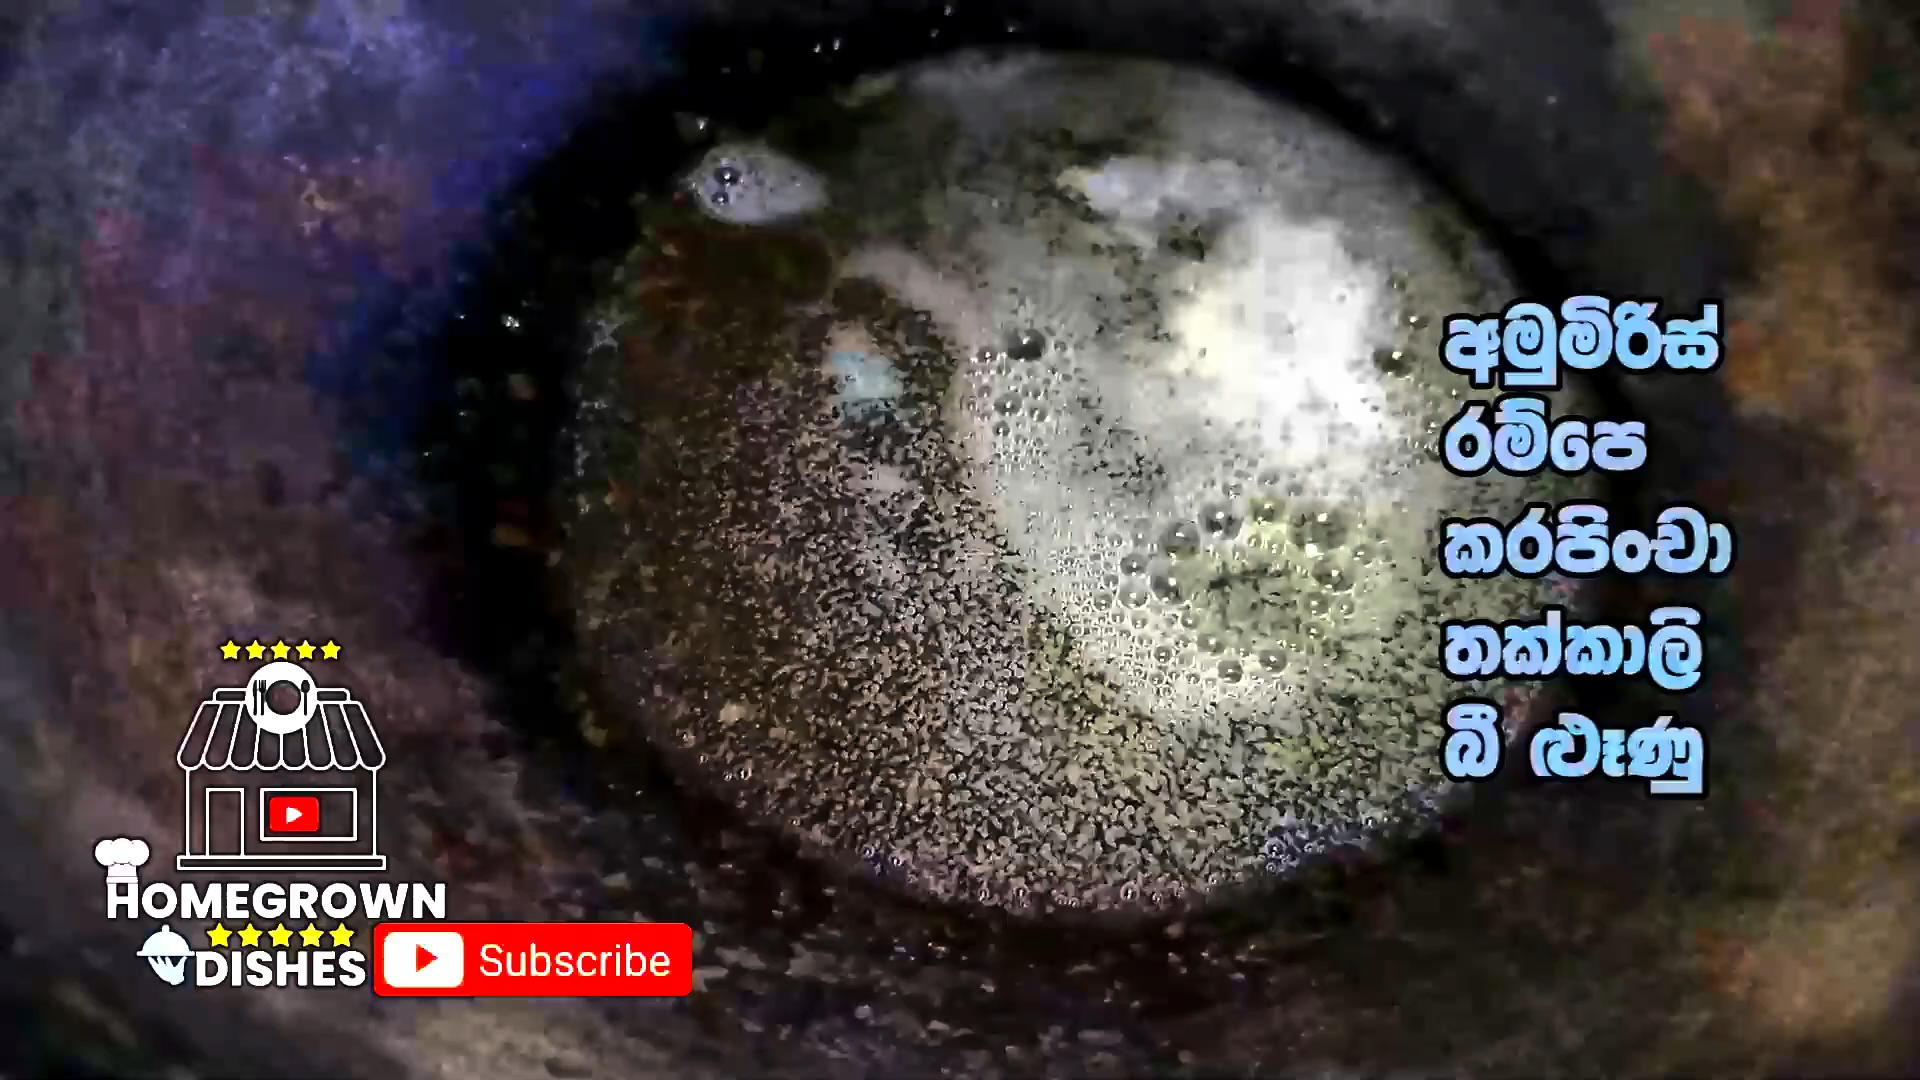 අමුමිරිස්
රම්පෙ
කරපිංචා
තක්කාලි
බී ළූණු
HOMEGROWN
DISHES
Subscribe